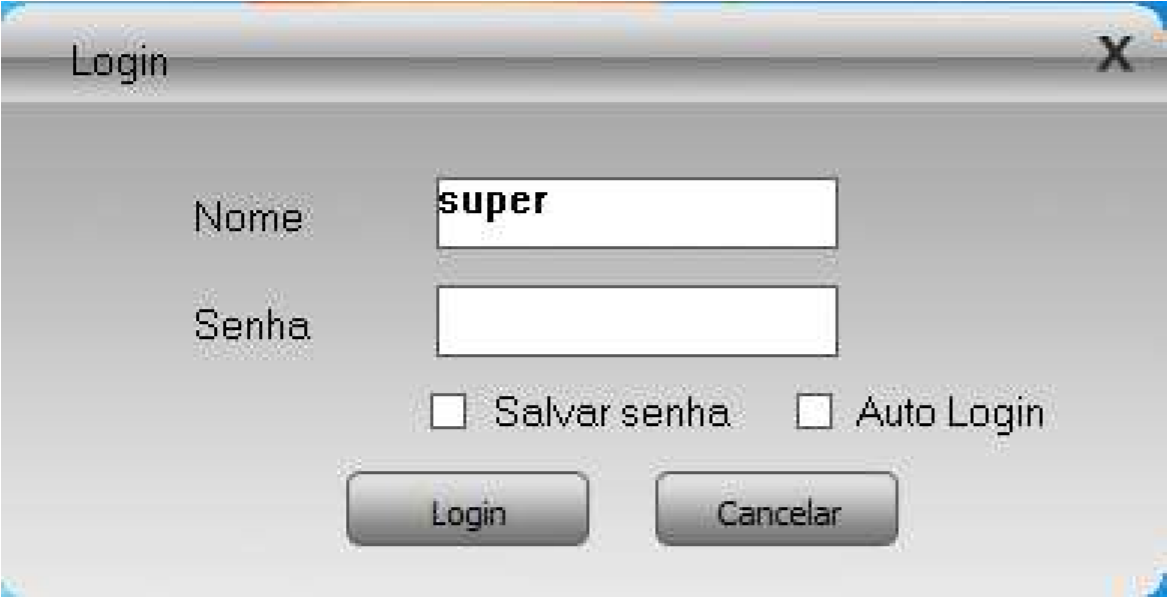 Login X
Nome super
Senha
Salvar senha Auto Login
Login Cancelar